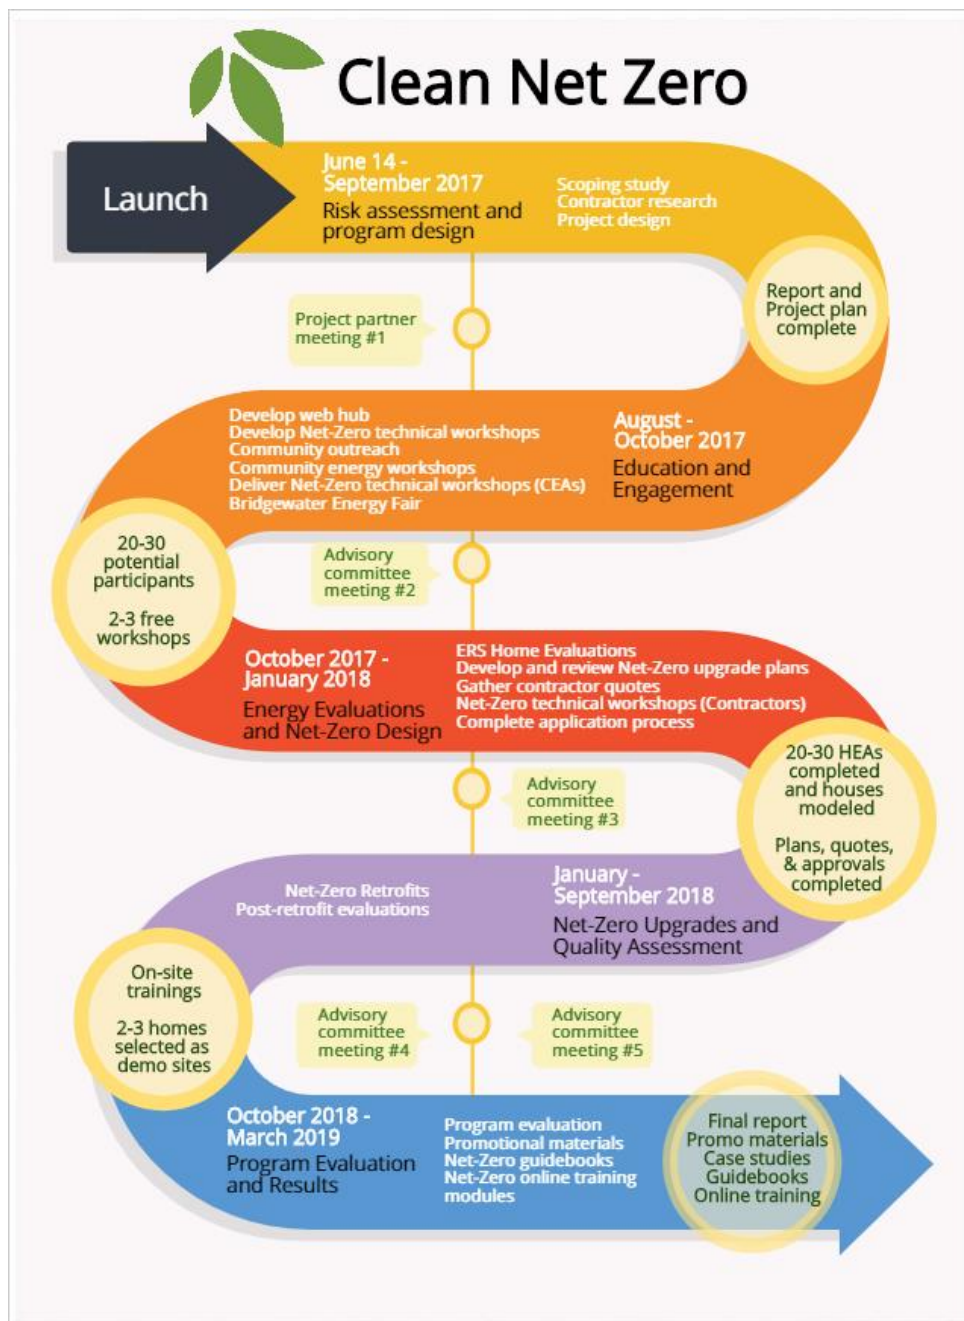 Clean Net Zero
Launch
June 14 -
September 2017
Risk assessment and
program design
Scoping study
Contractor research
Project design
Report and
Project plan
complete
Project partner
meeting #1
August -
October 2017
Education and
Engagement
Develop web hub
Develop Net-Zero technical workshops
Community outreach
Community energy workshops
Deliver Net-Zero technical workshops (CEAs)
Bridgewater Energy Fair
20-30
potential
participants
2-3 free
workshops
Advisory
committee
meeting #2
October 2017 -
January 2018
Energy Evaluations
and Net-Zero Design
ERS Home Evaluations
Develop and review Net-Zero upgrade plans
Gather contractor quotes
Net-Zero technical workshops (Contractors)
Complete application process
20-30 HEAs
completed
and houses
modeled
Plans, quotes,
& approvals
completed
Advisory
committee
meeting #3
January -
September 2018
Net-Zero Upgrades and
Quality Assessment
Net-Zero Retrofits
Post-retrofit evaluations
On-site
trainings
2-3 homes
selected as
demo sites
Advisory
committee
meeting #4
Advisory
committee
meeting #5
October 2018 -
March 2019
Program Evaluation
and Results
Program evaluation
Promotional materials
Net-Zero guidebooks
Net-Zero online training
modules
Final report
Promo materials
Case studies
Guidebooks
Online training